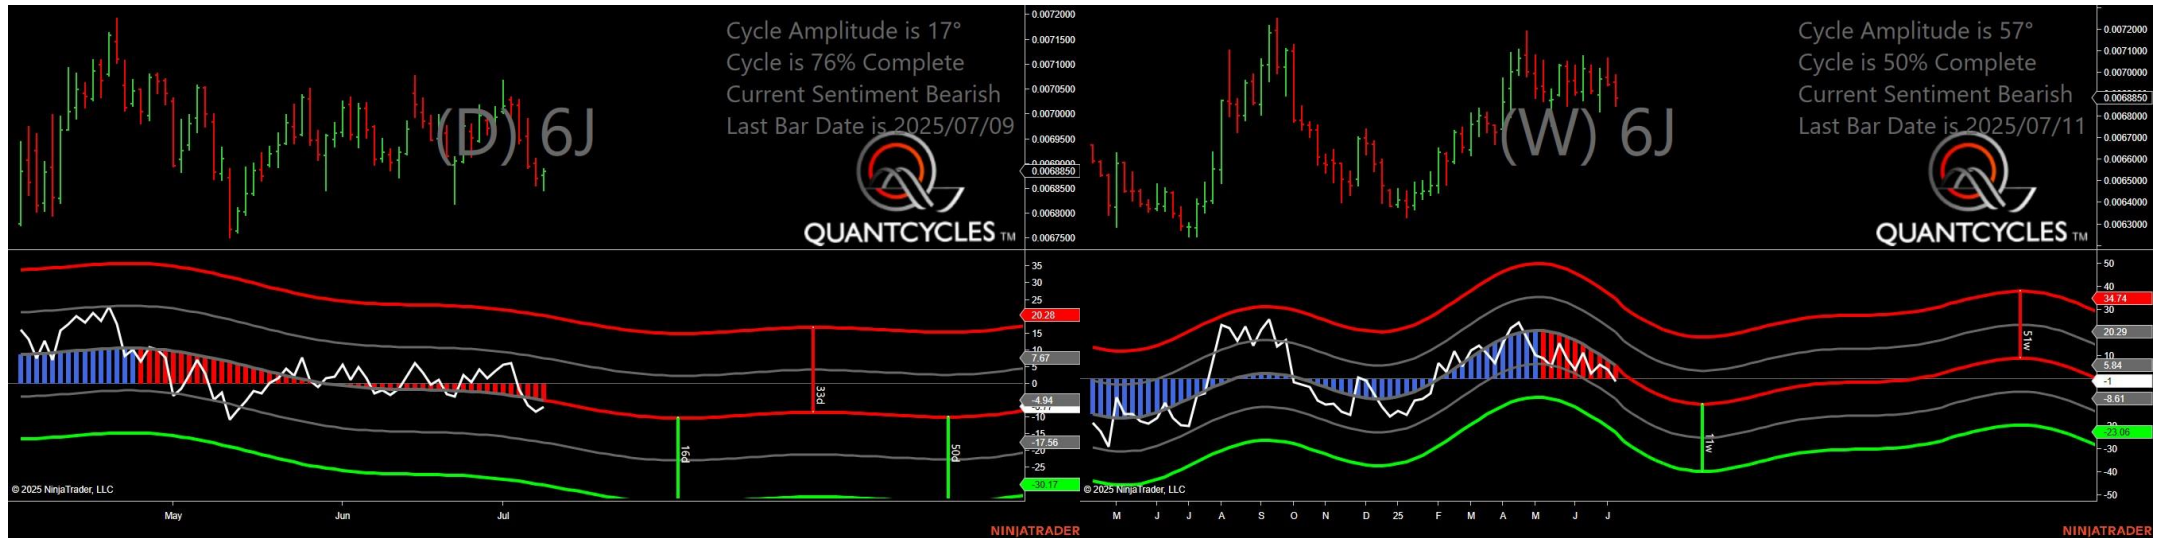 Cycle Amplitude is 17°
Cycle is 76% Complete
Current Sentiment Bearish
Last Bar Date is 2025/07/09
(D) 6J
QUANTCYCLES TM
0.0072000
0.0071500
0.0071000
0.0070500
0.0070000
0.0069500
0.0069000
0.0068850
0.0068500
0.0068000
0.0067500
35
30
25
20.28
15
10
7.67
5
0
-4.94
-10
-15
-17.56
-20
-25
-30.17
16d
33d
50d
© 2025 NinjaTrader, LLC
May Jun Jul
NINJATRADER
Cycle Amplitude is 57°
Cycle is 50% Complete
Current Sentiment Bearish
Last Bar Date is 2025/07/11
(W) 6J
QUANTCYCLES TM
0.0072000
0.0071000
0.0070000
0.0068850
0.0068000
0.0067000
0.0066000
0.0065000
0.0064000
0.0063000
50
40
34.74
30
20.29
10
5.84
-1
-8.61
-23.06
-30
-40
-50
11w
51w
© 2025 NinjaTrader, LLC
M J J A S O N D 25 F M A M J J
NINJATRADER